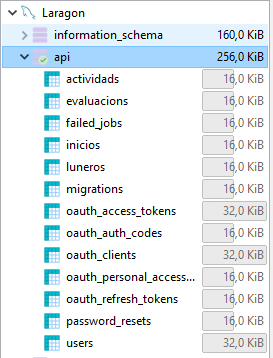 Laragon
information_schema 160,0 KiB
api 256,0 KiB
actividads 16,0 KiB
evaluacions 16,0 KiB
failed_jobs 16,0 KiB
inicios 16,0 KiB
luneros 16,0 KiB
migrations 16,0 KiB
oauth_access_tokens 32,0 KiB
oauth_auth_codes 16,0 KiB
oauth_clients 32,0 KiB
oauth_personal_access... 16,0 KiB
oauth_refresh_tokens 16,0 KiB
password_resets 16,0 KiB
users 32,0 KiB